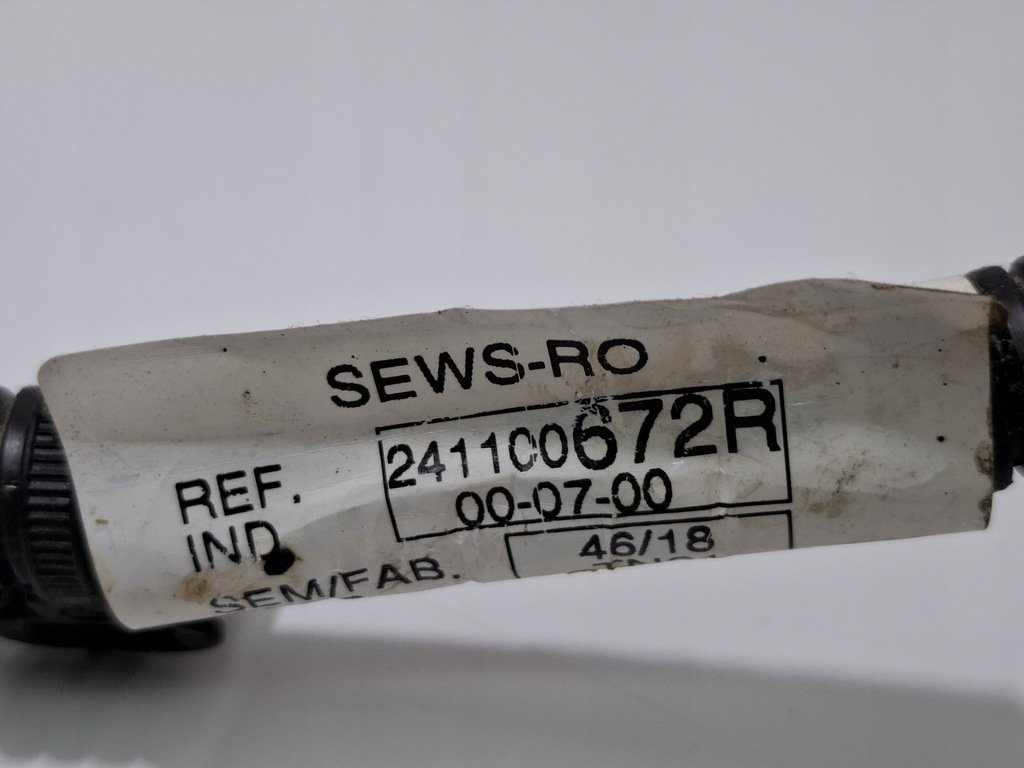 SEWS-RO
REF. 241100672R
IND. 00-07-00
SEM/FAB. 46/18